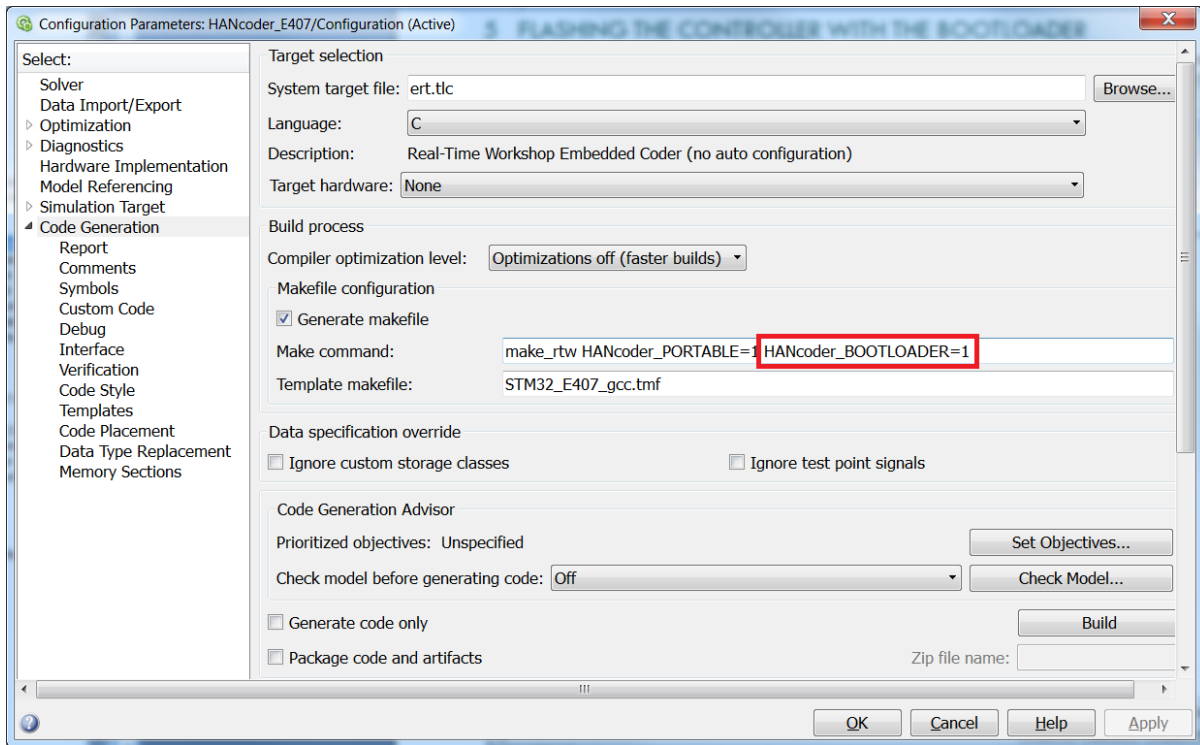 Configuration Parameters: HANcoder_E407/Configuration (Active)
5 FLASHING THE CONTROLLER WITH THE BOOTLOADER
Select:
Solver
Data Import/Export
Optimization
Diagnostics
Hardware Implementation
Model Referencing
Simulation Target
Code Generation
Report
Comments
Symbols
Custom Code
Debug
Interface
Verification
Code Style
Templates
Code Placement
Data Type Replacement
Memory Sections
Target selection
System target file: ert.tlc Browse...
Language: C
Description: Real-Time Workshop Embedded Coder (no auto configuration)
Target hardware: None
Build process
Compiler optimization level: Optimizations off (faster builds)
Makefile configuration
Generate makefile
Make command: make_rtw HANcoder_PORTABLE=1 HANcoder_BOOTLOADER=1
Template makefile: STM32_E407_gcc.tmf
Data specification override
Ignore custom storage classes Ignore test point signals
Code Generation Advisor
Prioritized objectives: Unspecified Set Objectives...
Check model before generating code: Off Check Model...
Generate code only Build
Package code and artifacts Zip file name:
OK Cancel Help Apply